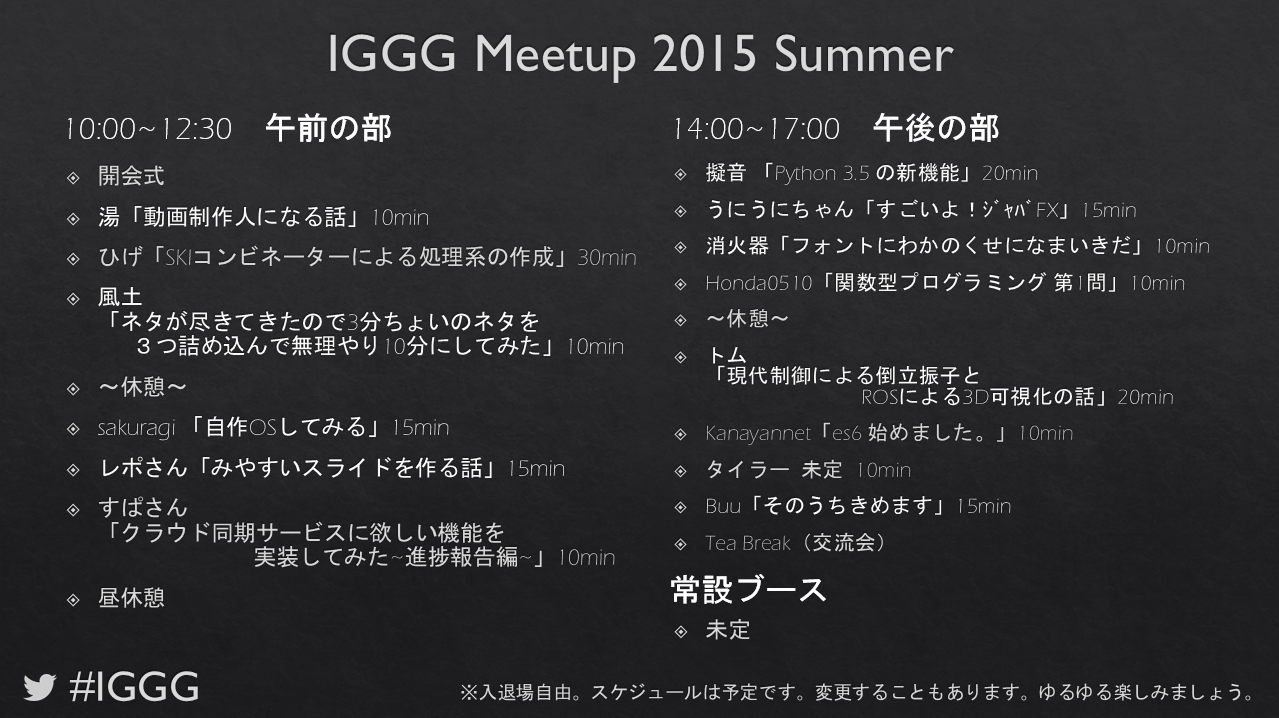 IGGG Meetup 2015 Summer
10:00~12:30 午前の部
開会式
湯「動画制作人になる話」10min
ひげ「SKIコンビネーターによる処理系の作成」30min
風土
「ネタが尽きてきたので3分ちょいのネタを
３つ詰め込んで無理やり10分にしてみた」10min
～休憩～
sakuragi 「自作OSしてみる」15min
レポさん「みやすいスライドを作る話」15min
すぱさん
「クラウド同期サービスに欲しい機能を
実装してみた~進捗報告編~」10min
昼休憩
14:00~17:00 午後の部
擬音 「Python 3.5 の新機能」20min
うにうにちゃん「すごいよ！ｼﾞｬﾊﾞFX」15min
消火器「フォントにわかのくせになまいきだ」10min
Honda0510「関数型プログラミング 第1問」10min
～休憩～
トム
「現代制御による倒立振子と
ROSによる3D可視化の話」20min
Kanayannet「es6 始めました。」10min
タイラー 未定 10min
Buu「そのうちきめます」15min
Tea Break（交流会）
常設ブース
未定
#IGGG
※入退場自由。スケジュールは予定です。変更することもあります。ゆるゆる楽しみましょう。